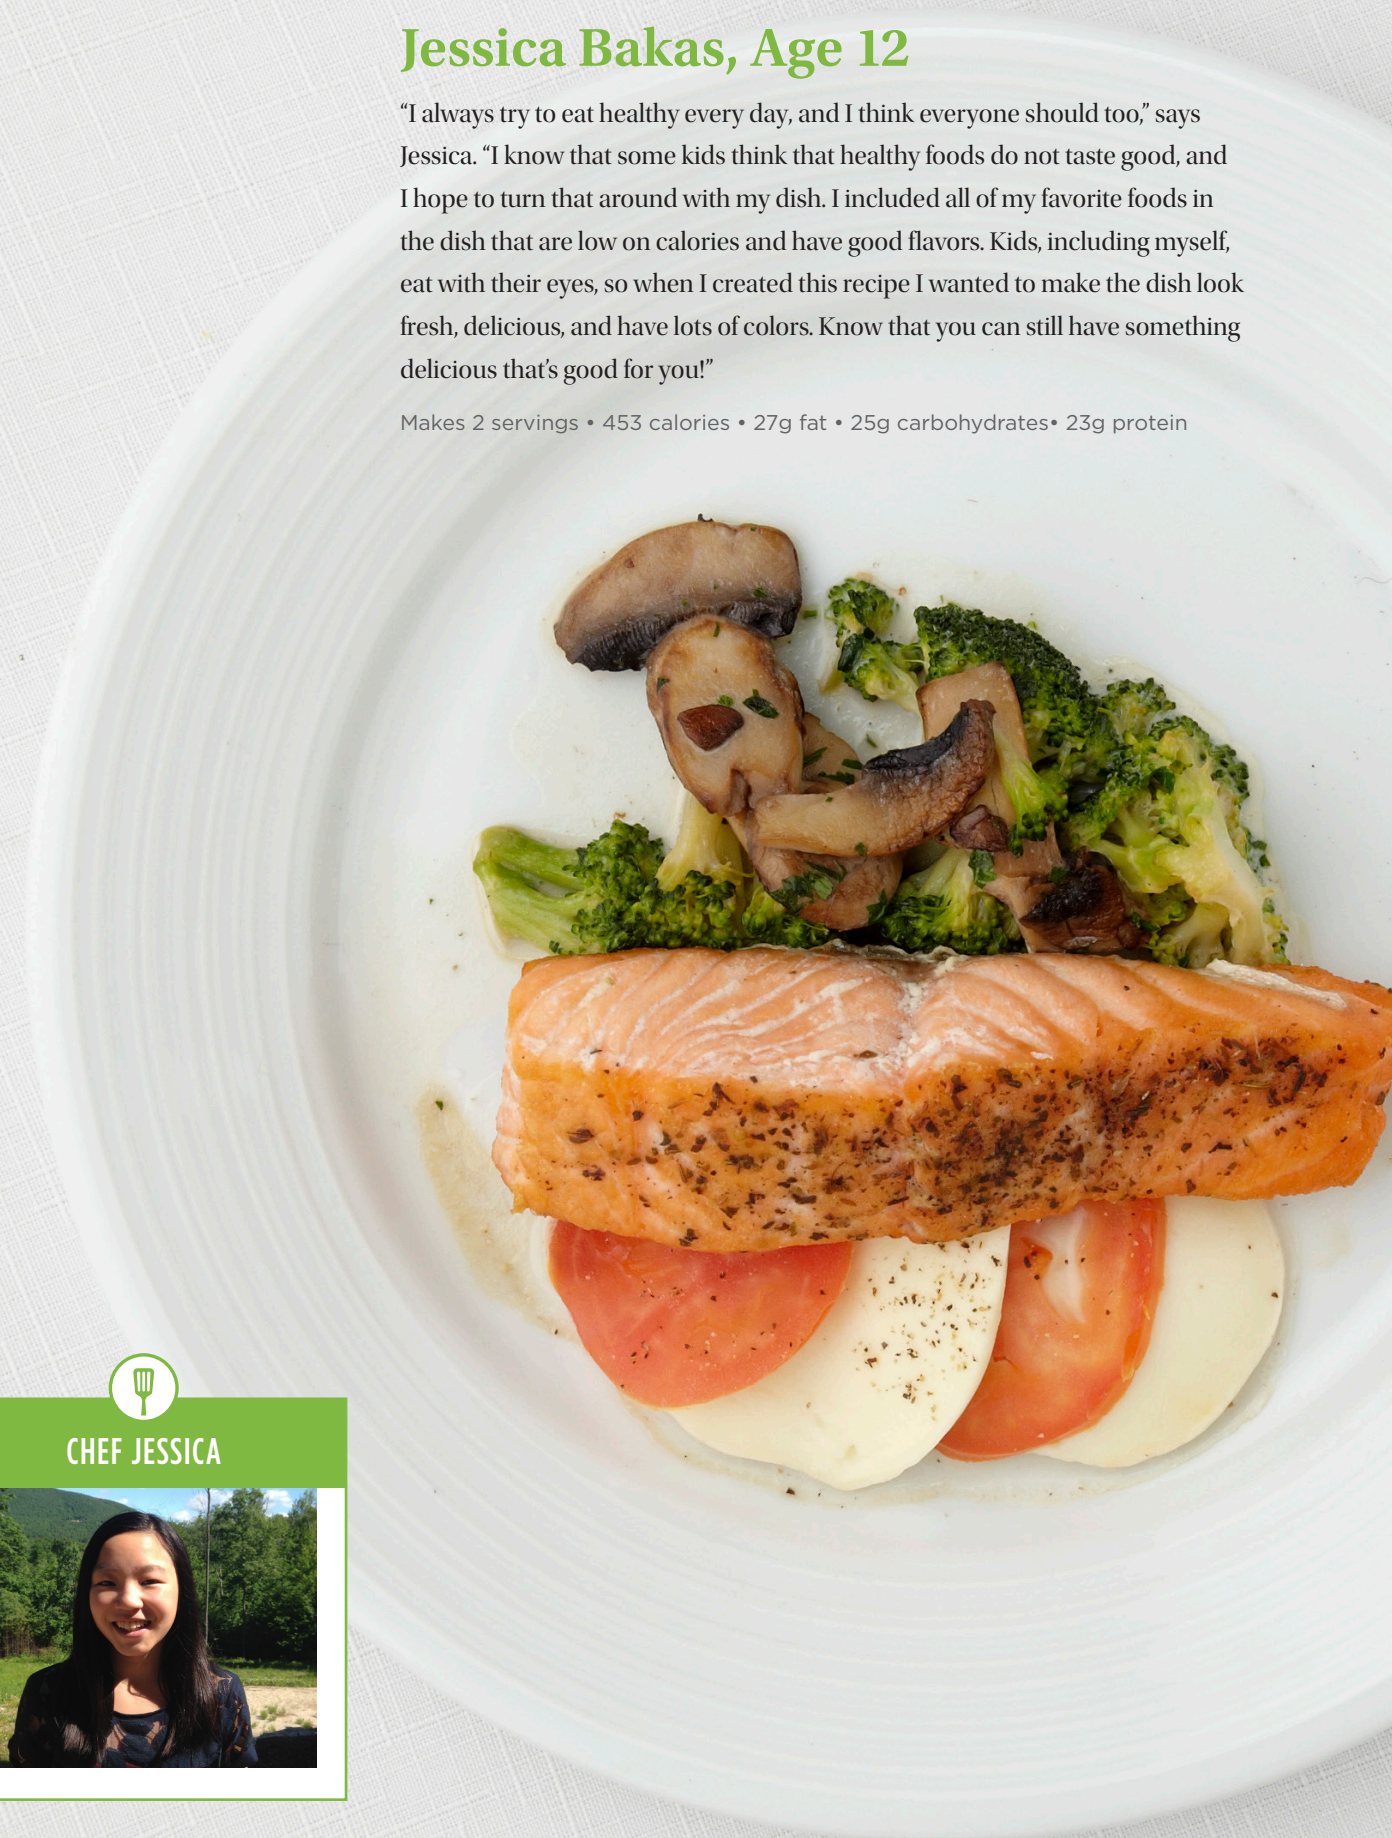 Jessica Bakas, Age 12
“I always try to eat healthy every day, and I think everyone should too,” says
Jessica. “I know that some kids think that healthy foods do not taste good, and
I hope to turn that around with my dish. I included all of my favorite foods in
the dish that are low on calories and have good flavors. Kids, including myself,
eat with their eyes, so when I created this recipe I wanted to make the dish look
fresh, delicious, and have lots of colors. Know that you can still have something
delicious that’s good for you!”
Makes 2 servings • 453 calories • 27g fat • 25g carbohydrates• 23g protein
CHEF JESSICA